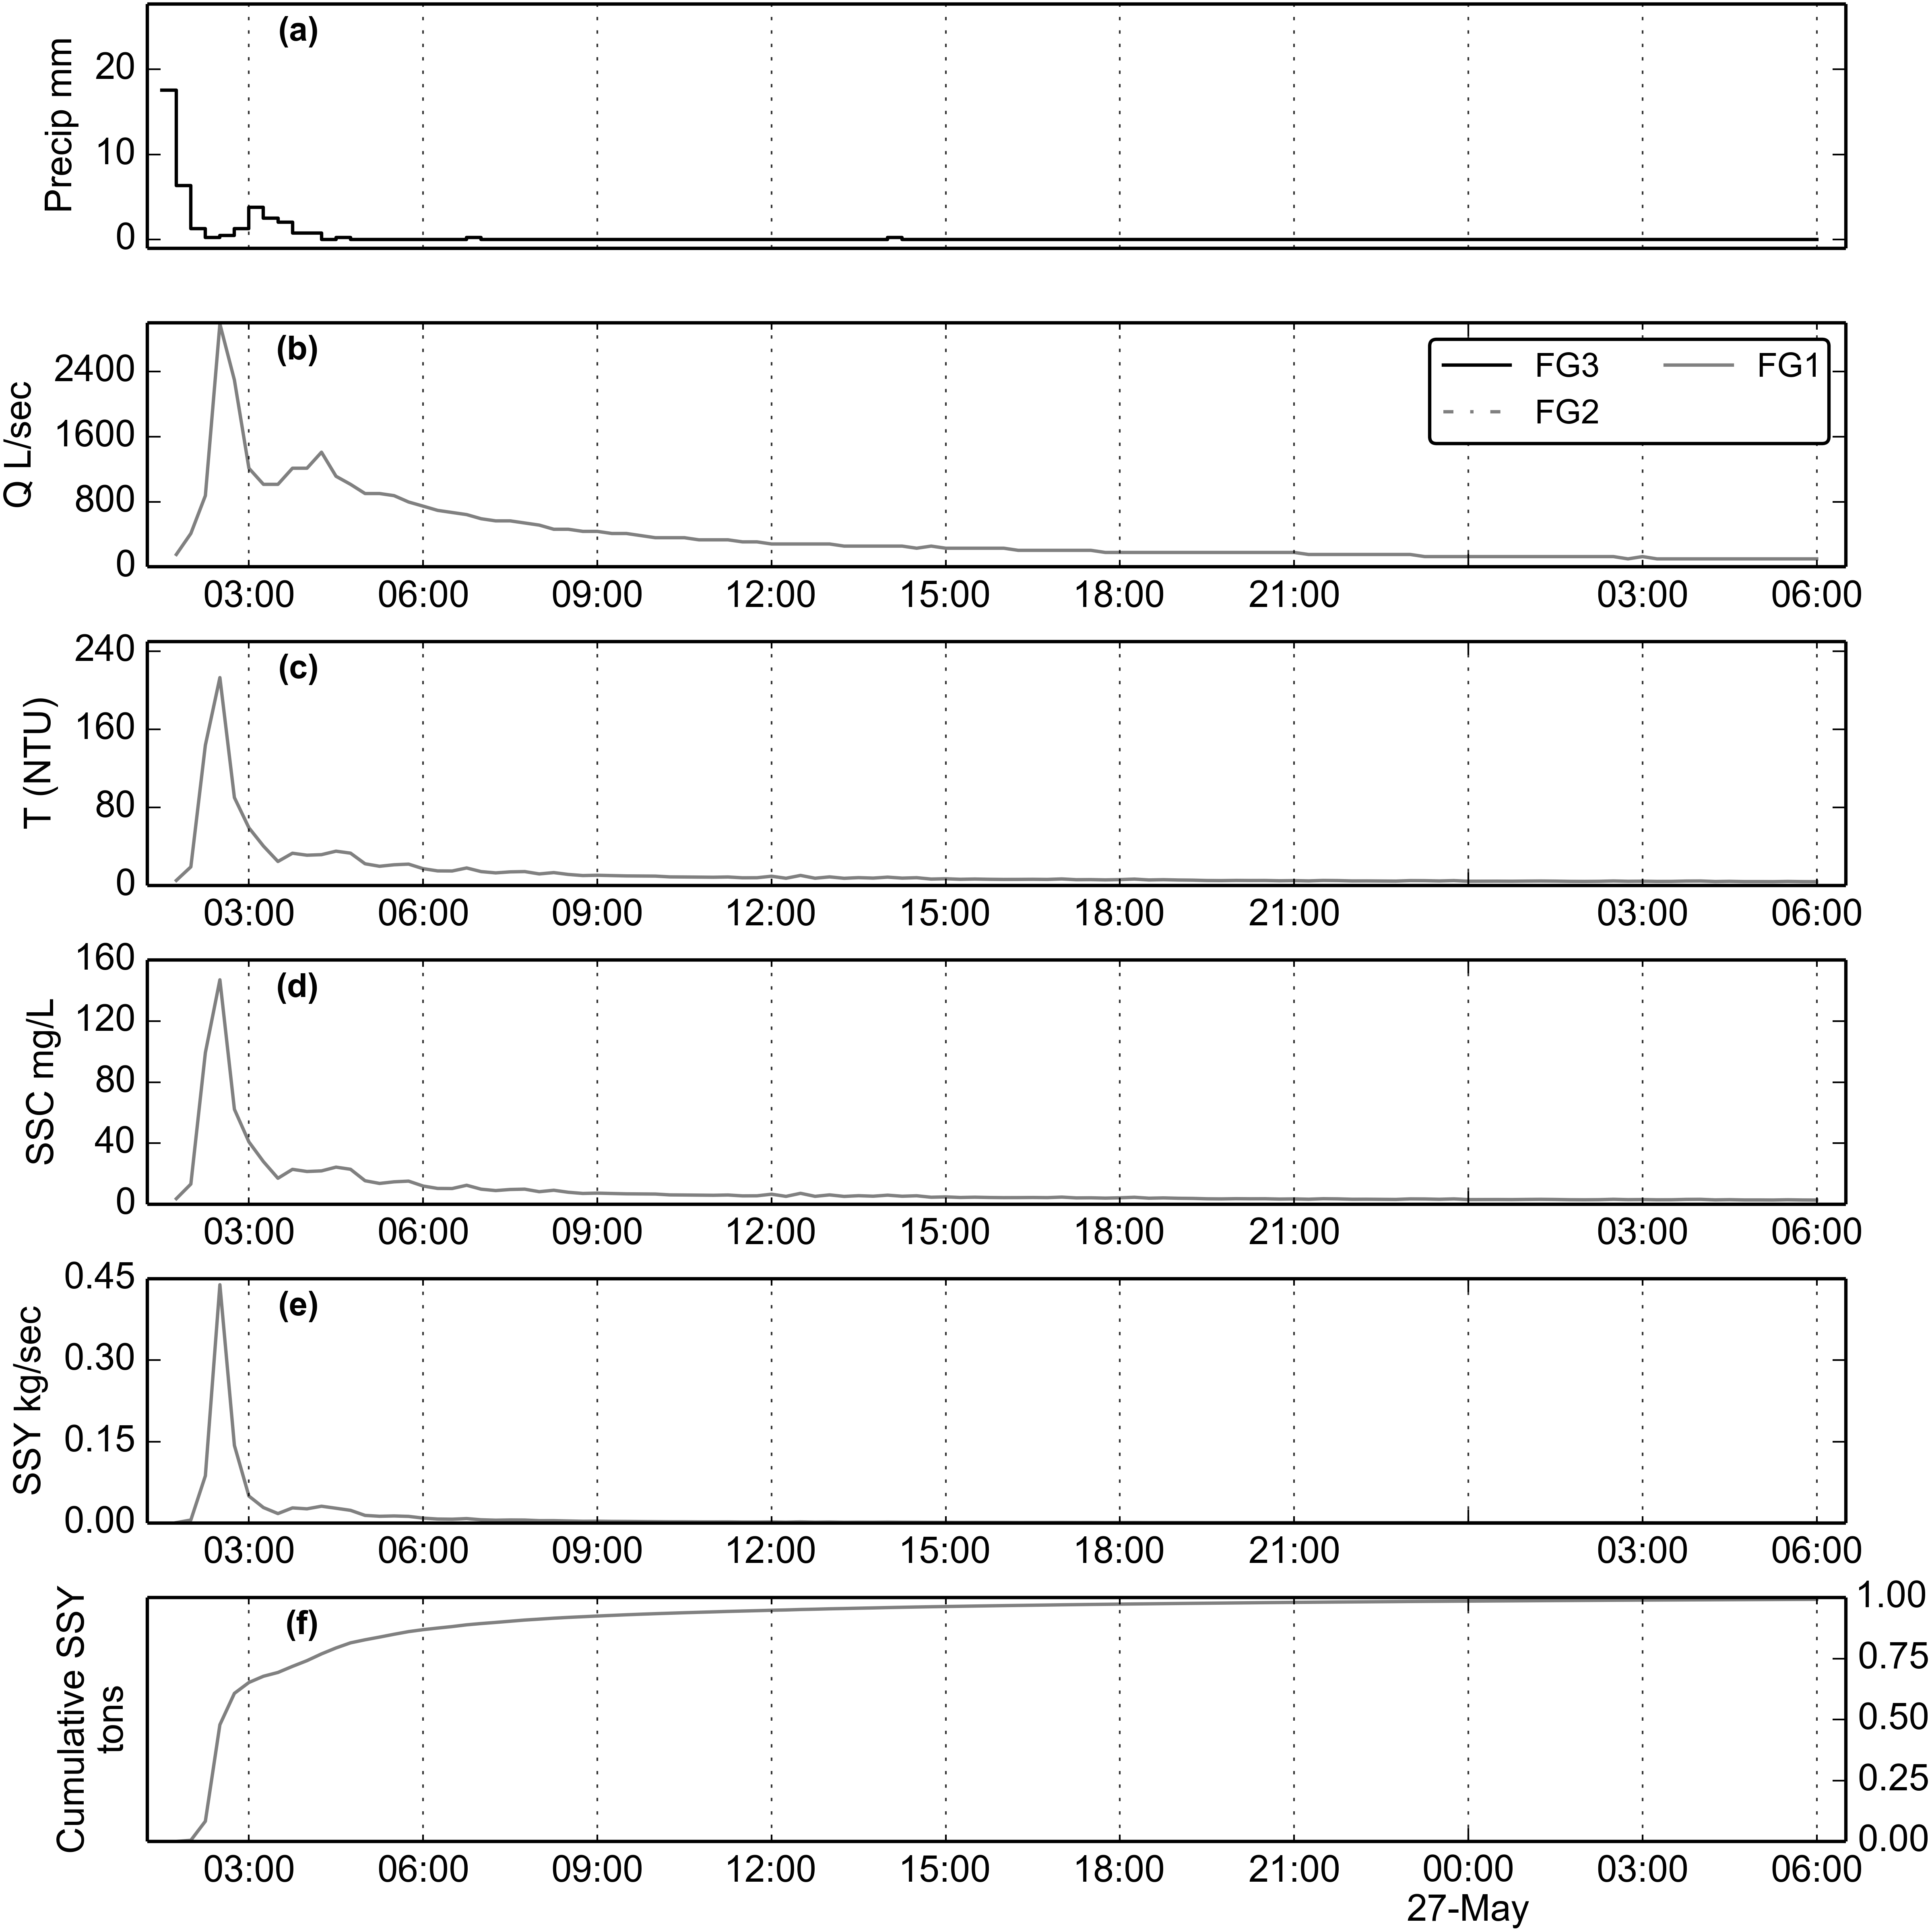 (a)
Precip mm
20
10
0
(b)
Q L/sec
2400
1600
800
0
FG3 FG1
FG2
03:00 06:00 09:00 12:00 15:00 18:00 21:00 03:00 06:00
(c)
T (NTU)
240
160
80
0
03:00 06:00 09:00 12:00 15:00 18:00 21:00 03:00 06:00
(d)
SSC mg/L
160
120
80
40
0
03:00 06:00 09:00 12:00 15:00 18:00 21:00 03:00 06:00
(e)
SSY kg/sec
0.45
0.30
0.15
0.00
03:00 06:00 09:00 12:00 15:00 18:00 21:00 03:00 06:00
(f)
Cumulative SSY
tons
1.00
0.75
0.50
0.25
0.00
03:00 06:00 09:00 12:00 15:00 18:00 21:00 00:00 03:00 06:00
27-May